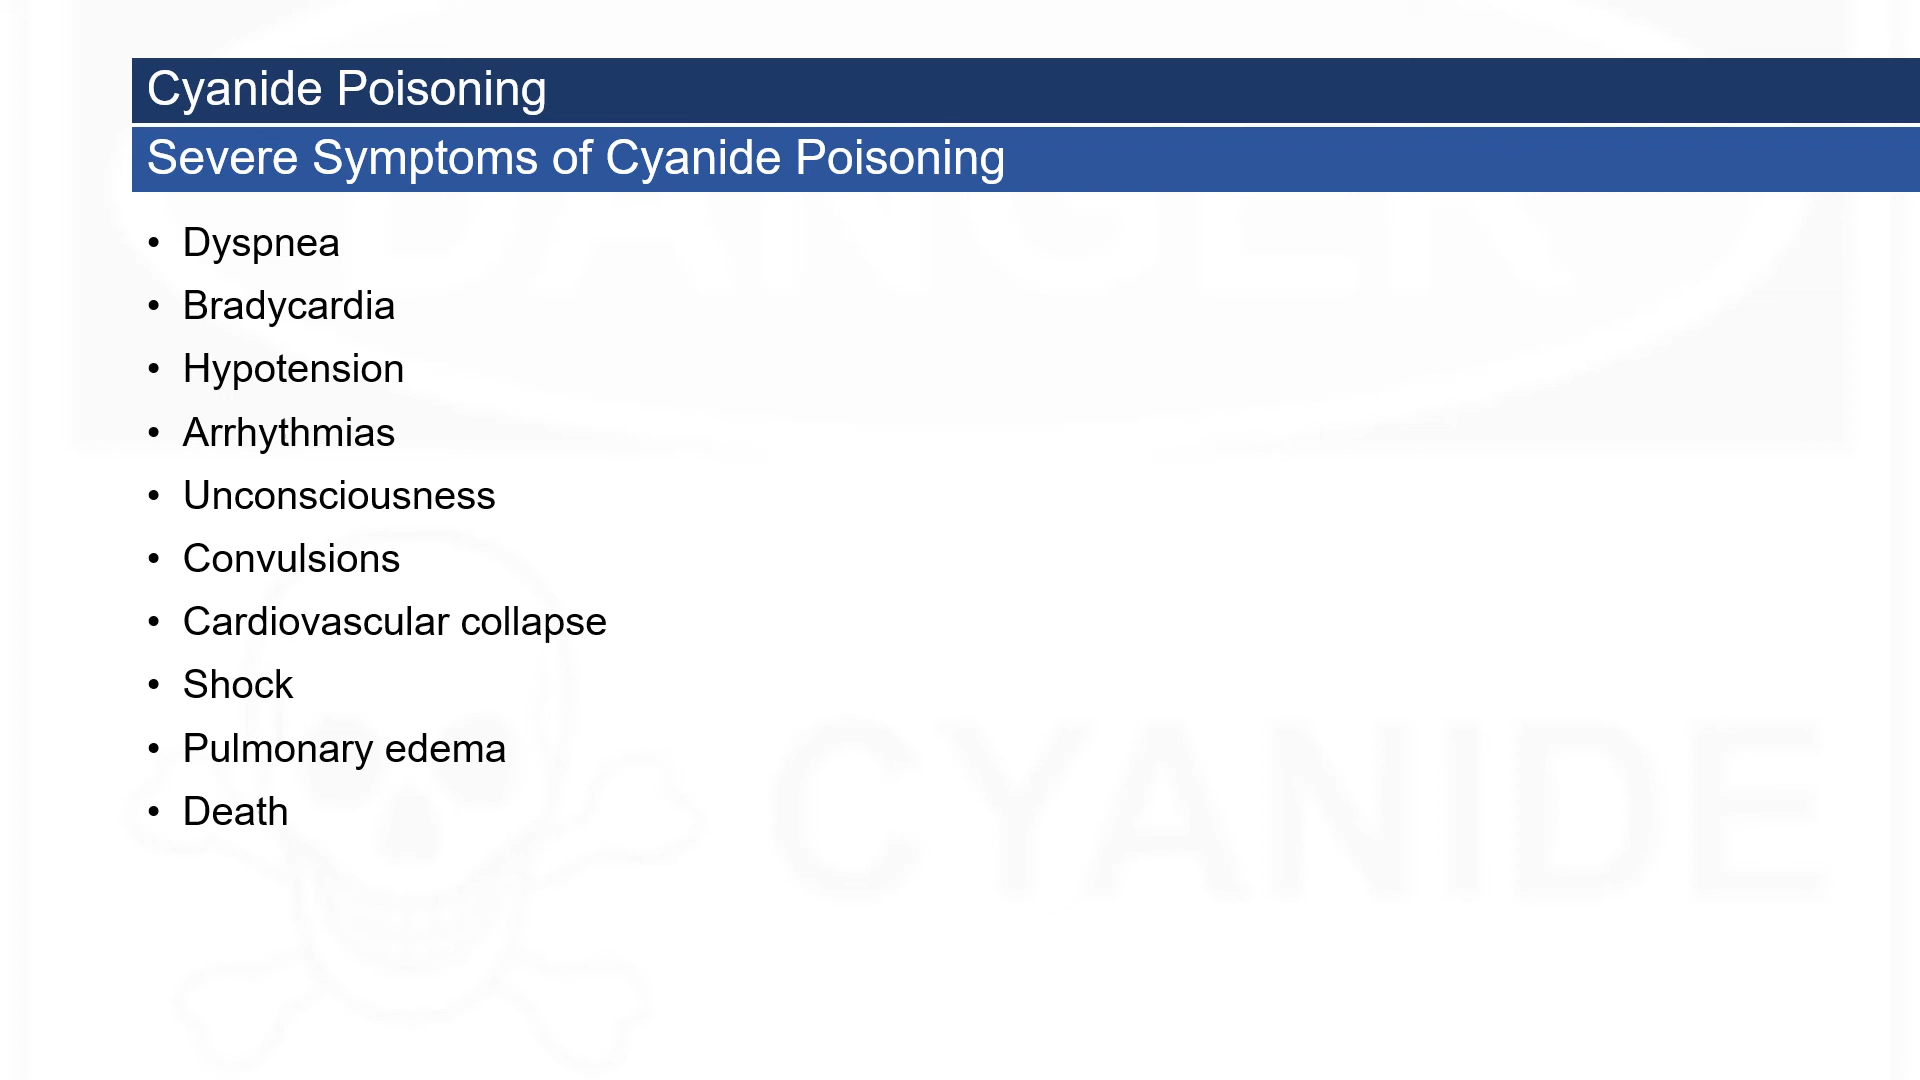 Cyanide Poisoning
Severe Symptoms of Cyanide Poisoning
• Dyspnea
• Bradycardia
• Hypotension
• Arrhythmias
• Unconsciousness
• Convulsions
• Cardiovascular collapse
• Shock
• Pulmonary edema
• Death
DANGER
CYANIDE